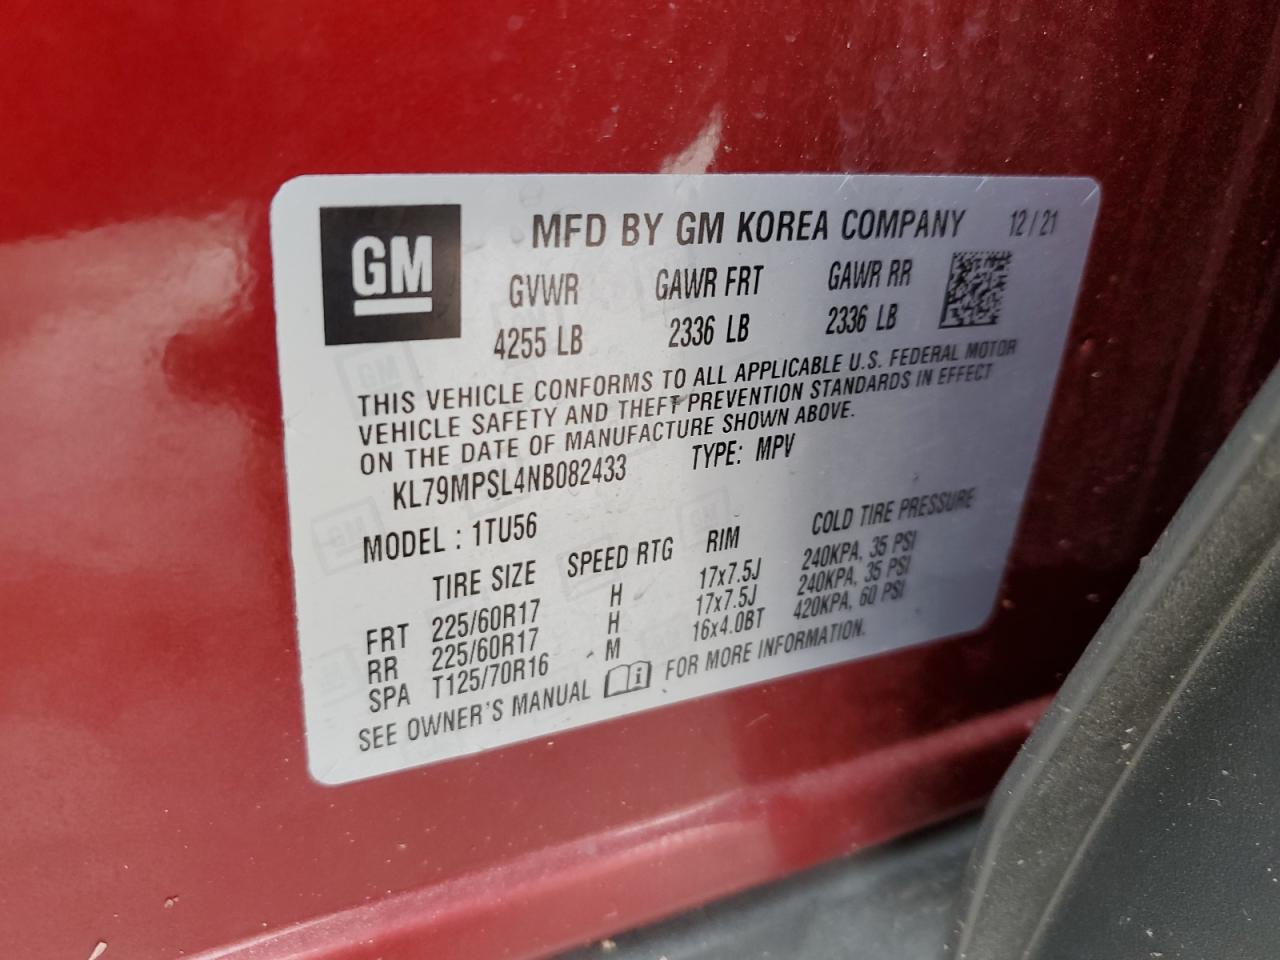 GM
MFD BY GM KOREA COMPANY 12/21
GVWR GAWR FRT GAWR RR
4255 LB 2336 LB 2336 LB
THIS VEHICLE CONFORMS TO ALL APPLICABLE U.S. FEDERAL MOTOR
VEHICLE SAFETY AND THEFT PREVENTION STANDARDS IN EFFECT
ON THE DATE OF MANUFACTURE SHOWN ABOVE.
KL79MPSL4NB082433 TYPE: MPV
MODEL : 1TU56
TIRE SIZE SPEED RTG RIM COLD TIRE PRESSURE
FRT 225/60R17 H 17x7.5J 240KPA, 35 PSI
RR 225/60R17 H 17x7.5J 240KPA, 35 PSI
SPA T125/70R16 M 16x4.0BT 420KPA, 60 PSI
SEE OWNER'S MANUAL i FOR MORE INFORMATION.